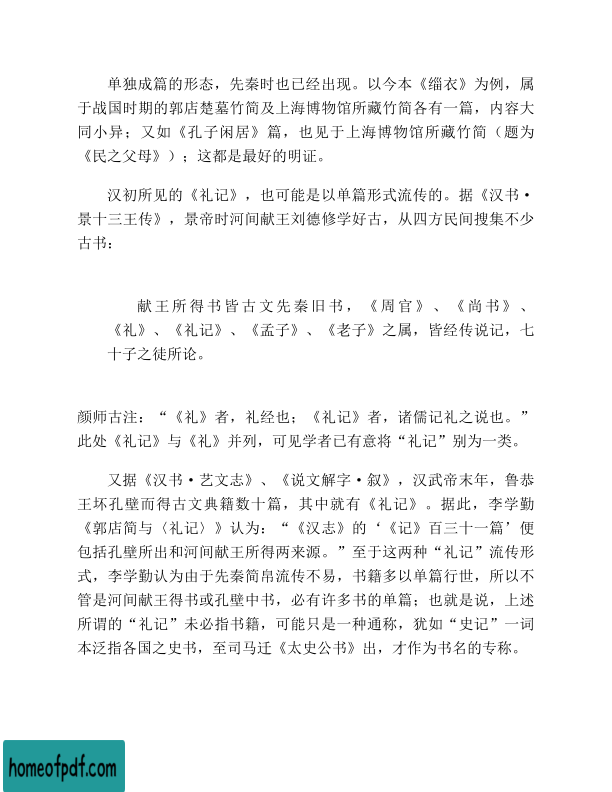 单独成篇的形态，先秦时也已经出现。以今本《缁衣》为例，属
于战国时期的郭店楚墓竹简及上海博物馆所藏竹简各有一篇，内容大
同小异；又如《孔子闲居》篇，也见于上海博物馆所藏竹简（题为
《民之父母》）；这都是最好的明证。
汉初所见的《礼记》，也可能是以单篇形式流传的。据《汉书·
景十三王传》，景帝时河间献王刘德修学好古，从四方民间搜集不少
古书：
献王所得书皆古文先秦旧书，《周官》、《尚书》、
《礼》、《礼记》、《孟子》、《老子》之属，皆经传说记，七
十子之徒所论。
颜师古注：“《礼》者，礼经也；《礼记》者，诸儒记礼之说也。”
此处《礼记》与《礼》并列，可见学者已有意将“礼记”别为一类。
又据《汉书·艺文志》、《说文解字·叙》，汉武帝末年，鲁恭
王坏孔壁而得古文典籍数十篇，其中就有《礼记》。据此，李学勤
《郭店简与〈礼记〉》认为：“《汉志》的‘《记》百三十一篇’便
包括孔壁所出和河间献王所得两来源。”至于这两种“礼记”流传形
式，李学勤认为由于先秦简帛流传不易，书籍多以单篇行世，所以不
管是河间献王得书或孔壁中书，必有许多书的单篇；也就是说，上述
所谓的“礼记”未必指书籍，可能只是一种通称，犹如“史记”一词
本泛指各国之史书，至司马迁《太史公书》出，才作为书名的专称。
homeofpdf.com